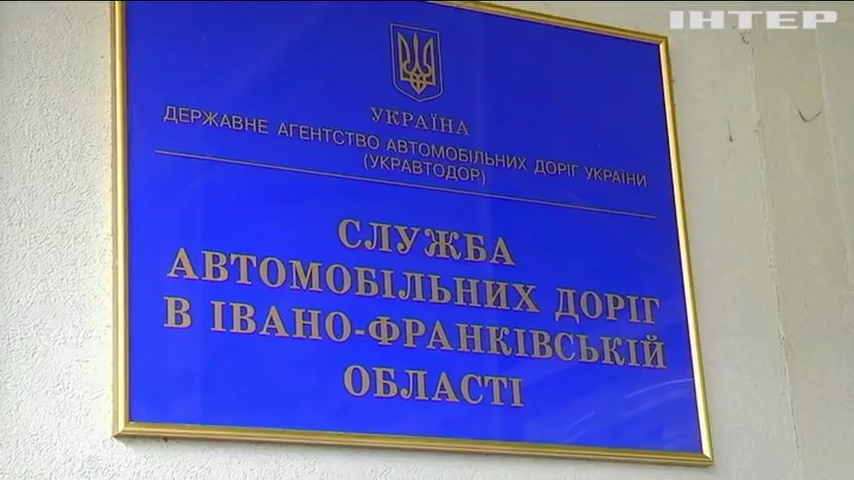 ІНТЕР
УКРАЇНА
ДЕРЖАВНЕ АГЕНТСТВО АВТОМОБІЛЬНИХ ДОРІГ УКРАЇНИ
(УКРАВТОДОР)
СЛУЖБА
АВТОМОБІЛЬНИХ ДОРІГ
В ІВАНО-ФРАНКІВСЬКІЙ
ОБЛАСТІ